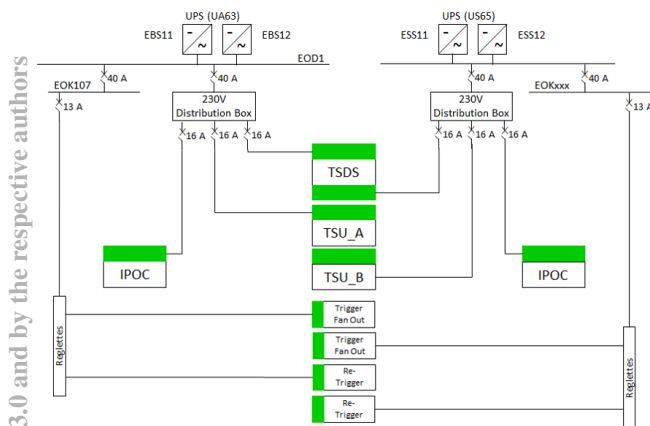 UPS (UA63)
UPS (US65)
EBS11
EBS12
ESS11
ESS12
EOD1
40 A
40 A
40 A
40 A
EOK107
EOKxxx
13 A
230V
Distribution Box
230V
Distribution Box
13 A
16 A
16 A
16 A
16 A
16 A
16 A
TSDS
TSU_A
IPOC
TSU_B
IPOC
Trigger
Fan Out
Trigger
Fan Out
Re-
Trigger
Re-
Trigger
Reglettes
Reglettes
3.0 and by the respective authors